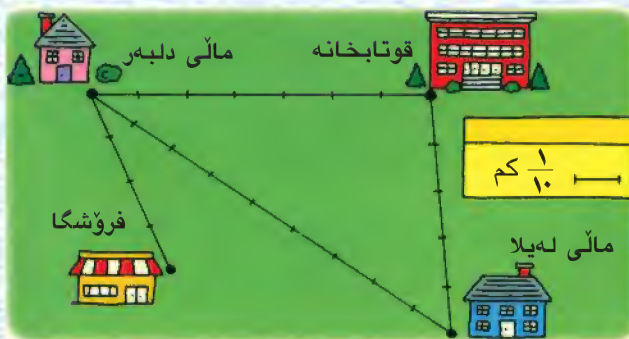 ماڵی دلبەر
قوتابخانە
١/١٠ کم
فرۆشگا
ماڵی لەیلا